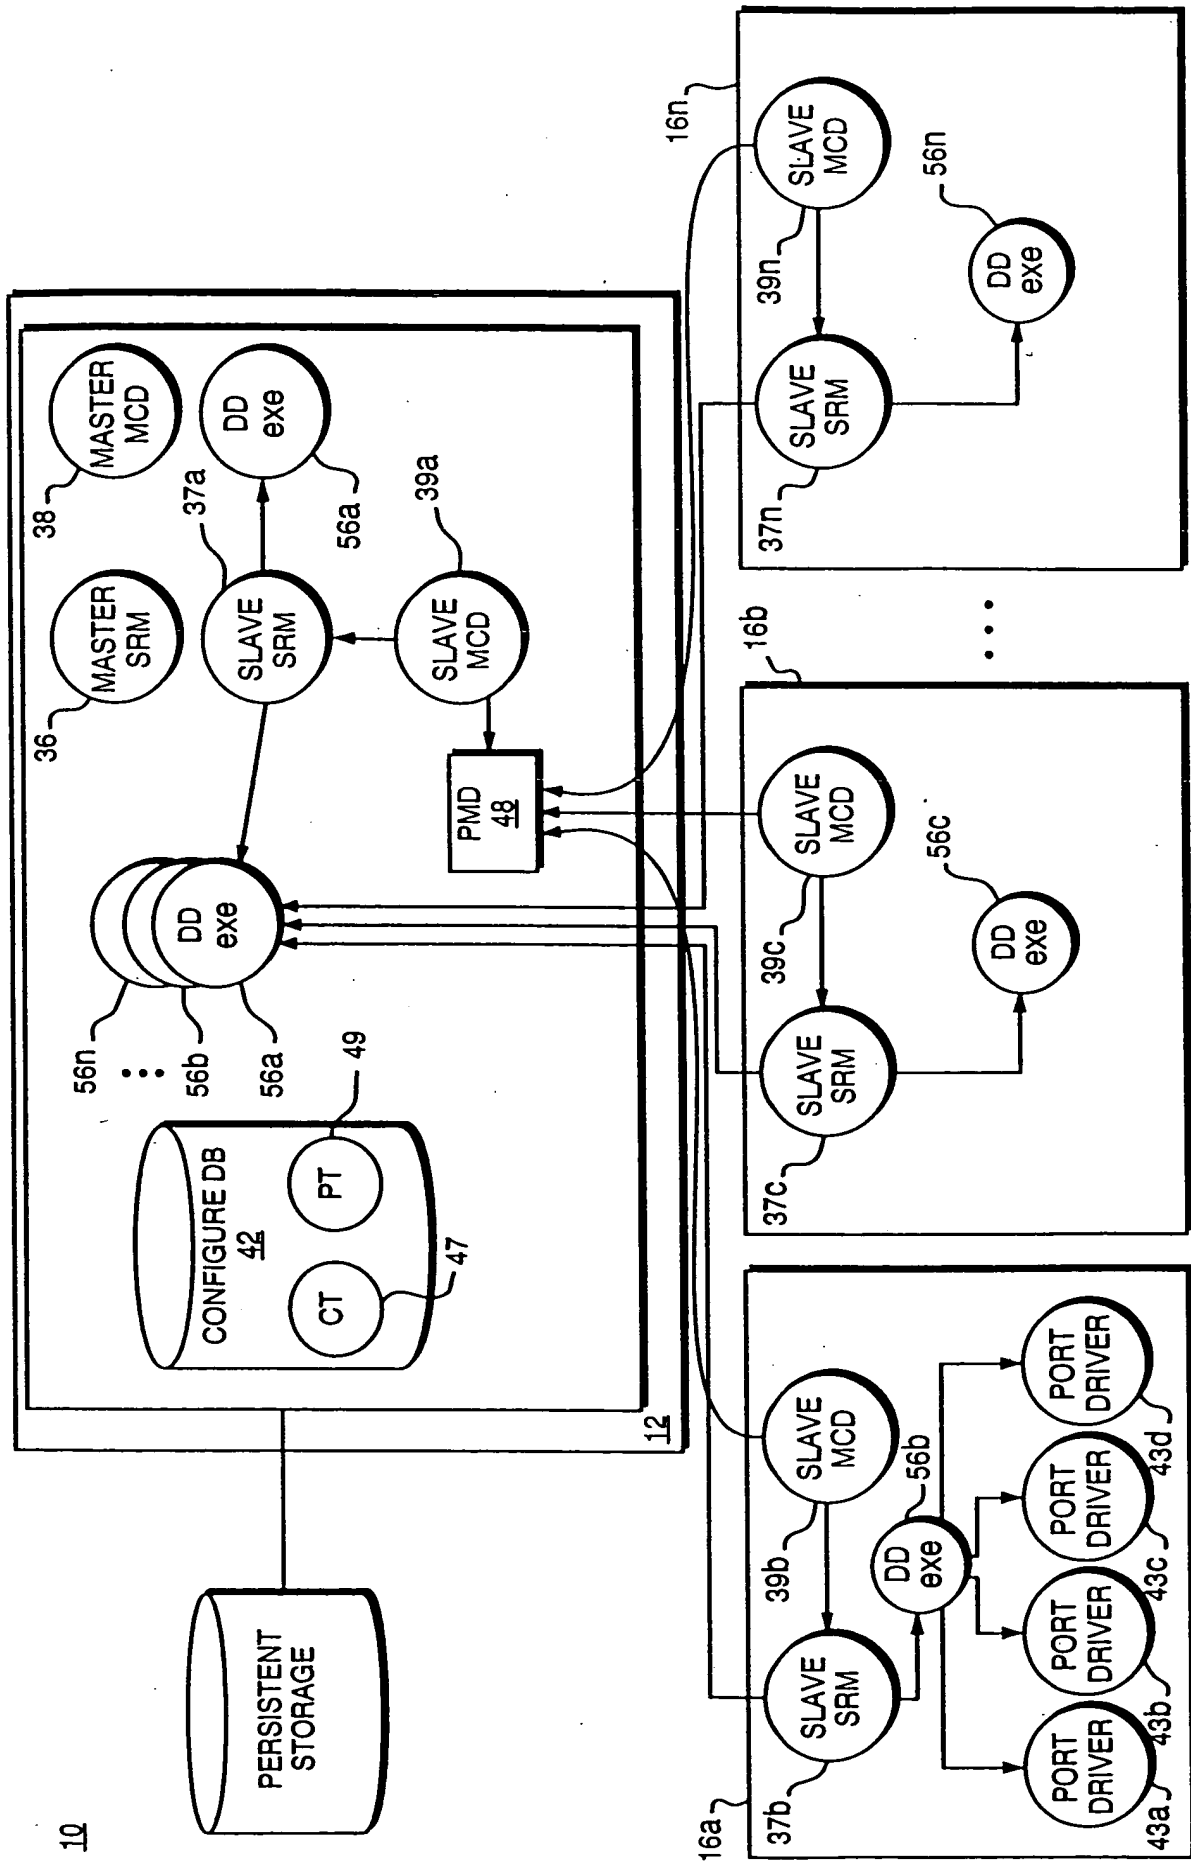 10
PERSISTENT
STORAGE
12
CONFIGURE DB
42
CT
PT
47
49
56n
56b
56a
DD
exe
PMD
48
36
MASTER
SRM
38
MASTER
MCD
37a
SLAVE
SRM
DD
exe
56a
39a
SLAVE
MCD
16a
37b
SLAVE
SRM
39b
SLAVE
MCD
DD
exe
56b
PORT
DRIVER
43a
PORT
DRIVER
43b
PORT
DRIVER
43c
PORT
DRIVER
43d
16b
37c
SLAVE
SRM
39c
SLAVE
MCD
DD
exe
56c
16n
37n
SLAVE
SRM
39n
SLAVE
MCD
DD
exe
56n